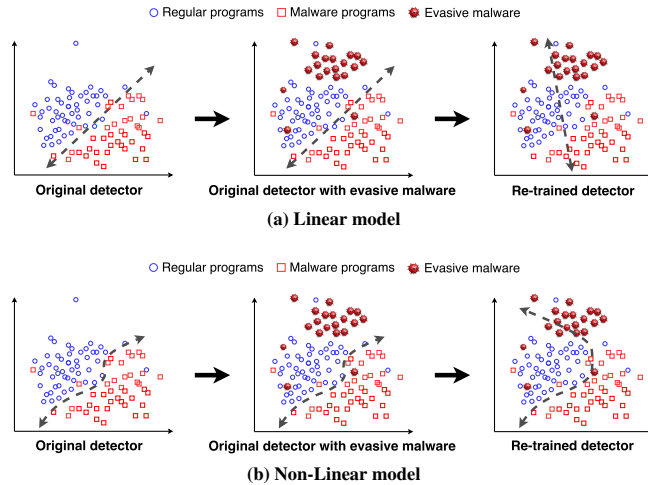 Regular programs Malware programs Evasive malware
Original detector Original detector with evasive malware Re-trained detector
(a) Linear model
Regular programs Malware programs Evasive malware
Original detector Original detector with evasive malware Re-trained detector
(b) Non-Linear model